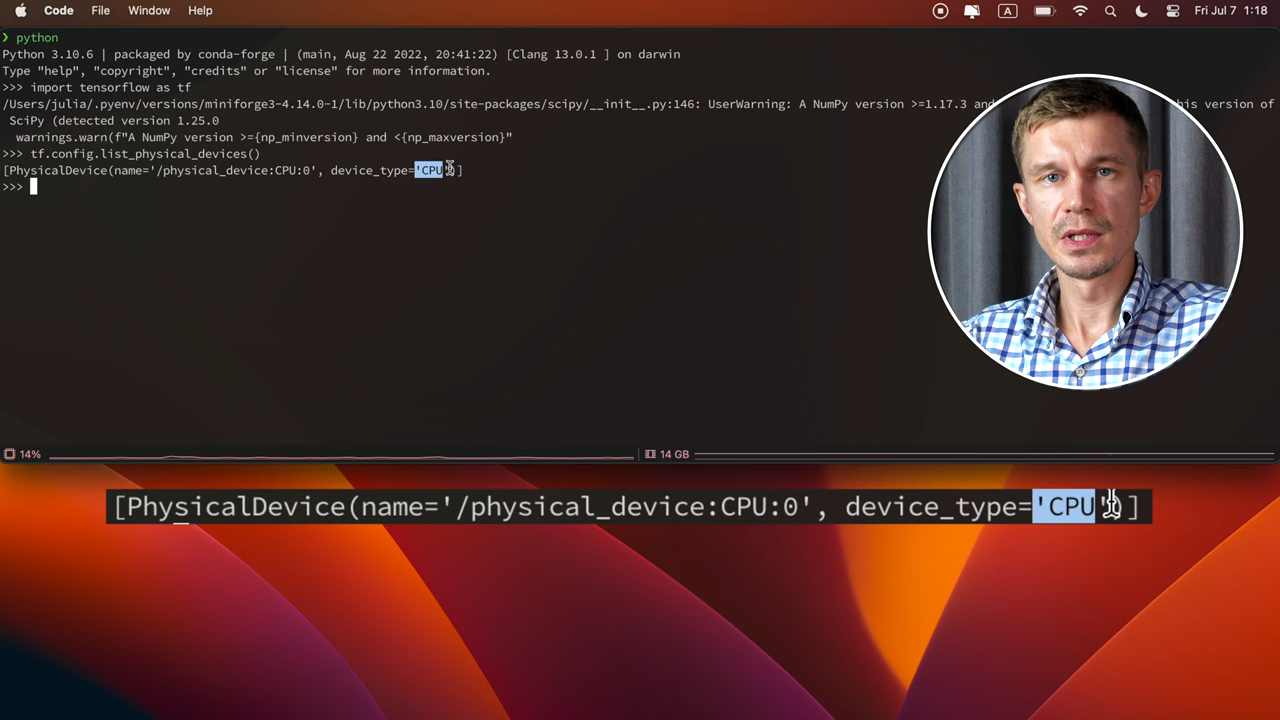 Code File Window Help A Fri Jul 7 1:18
❯ python
Python 3.10.6 | packaged by conda-forge | (main, Aug 22 2022, 20:41:22) [Clang 13.0.1 ] on darwin
Type "help", "copyright", "credits" or "license" for more information.
>>> import tensorflow as tf
/Users/julia/.pyenv/versions/miniforge3-4.14.0-1/lib/python3.10/site-packages/scipy/__init__.py:146: UserWarning: A NumPy version >=1.17.3 and this version of
SciPy (detected version 1.25.0
warnings.warn(f"A NumPy version >={np_minversion} and <{np_maxversion}"
>>> tf.config.list_physical_devices()
[PhysicalDevice(name='/physical_device:CPU:0', device_type='CPU')]
>>>
14% 14 GB
[PhysicalDevice(name='/physical_device:CPU:0', device_type='CPU')]